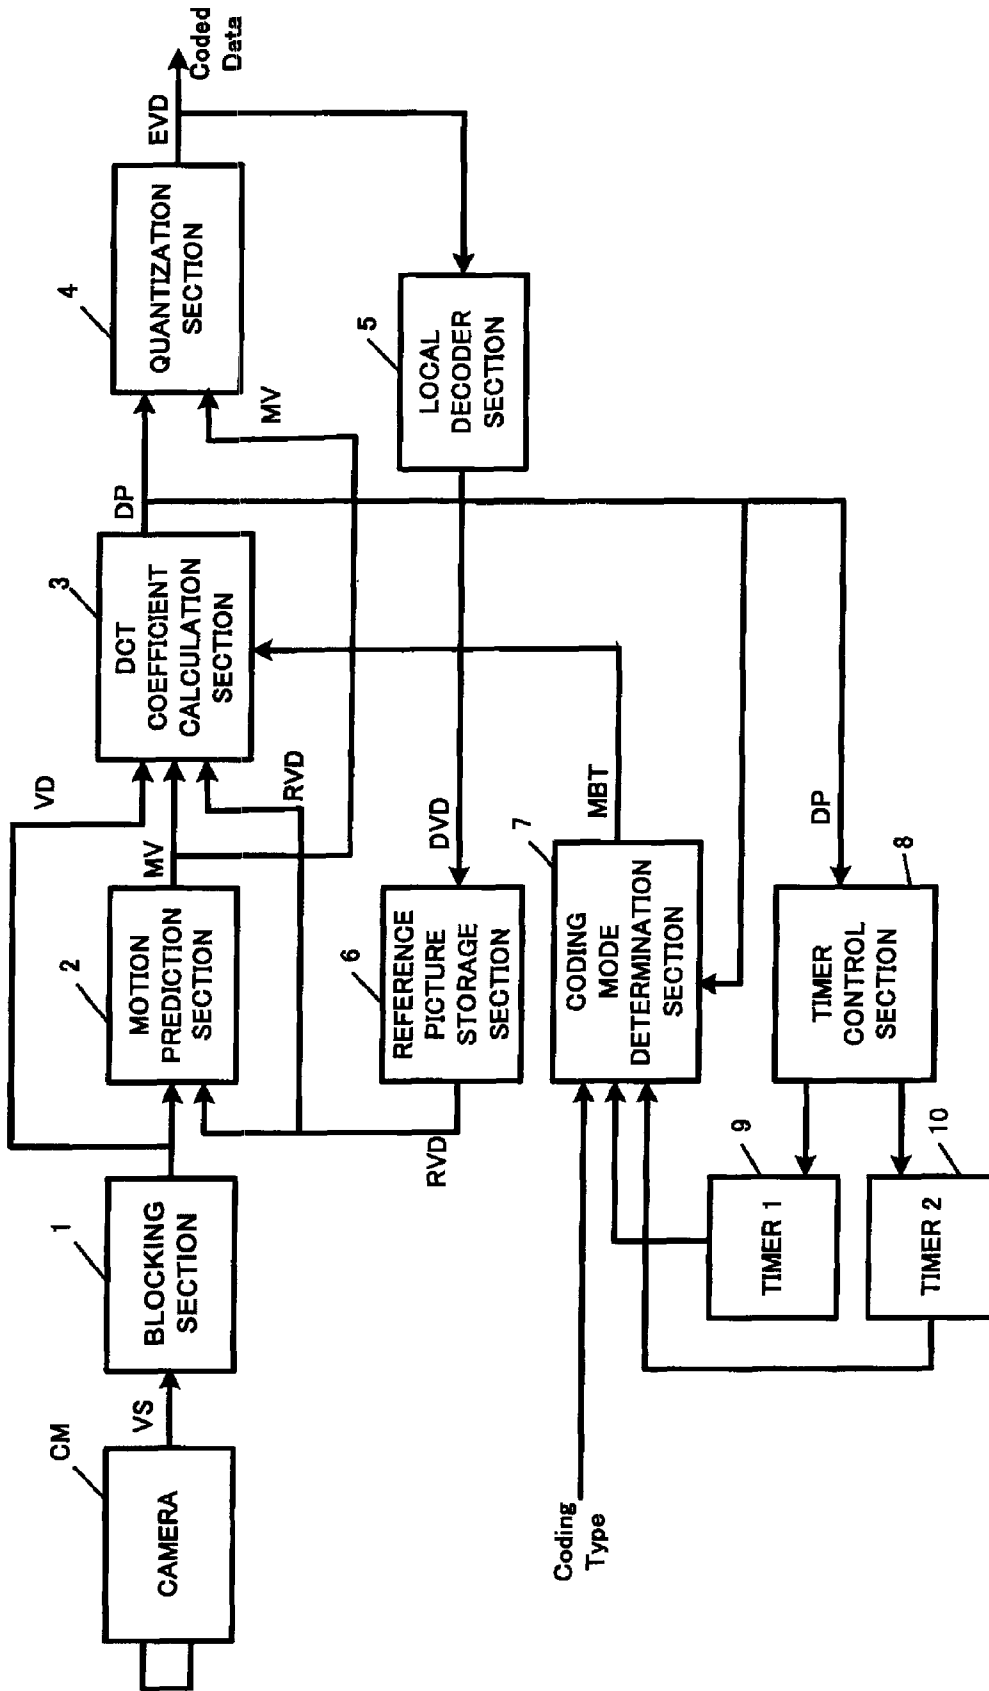 CM
CAMERA
VS
1
BLOCKING
SECTION
VD
2
MOTION
PREDICTION
SECTION
MV
3
DCT
COEFFICIENT
CALCULATION
SECTION
DP
4
QUANTIZATION
SECTION
EVD
Coded
Data
RVD
MV
RVD
6
REFERENCE
PICTURE
STORAGE
SECTION
DVD
5
LOCAL
DECODER
SECTION
Coding
Type
7
CODING
MODE
DETERMINATION
SECTION
MBT
9
TIMER 1
10
TIMER 2
8
TIMER
CONTROL
SECTION
DP